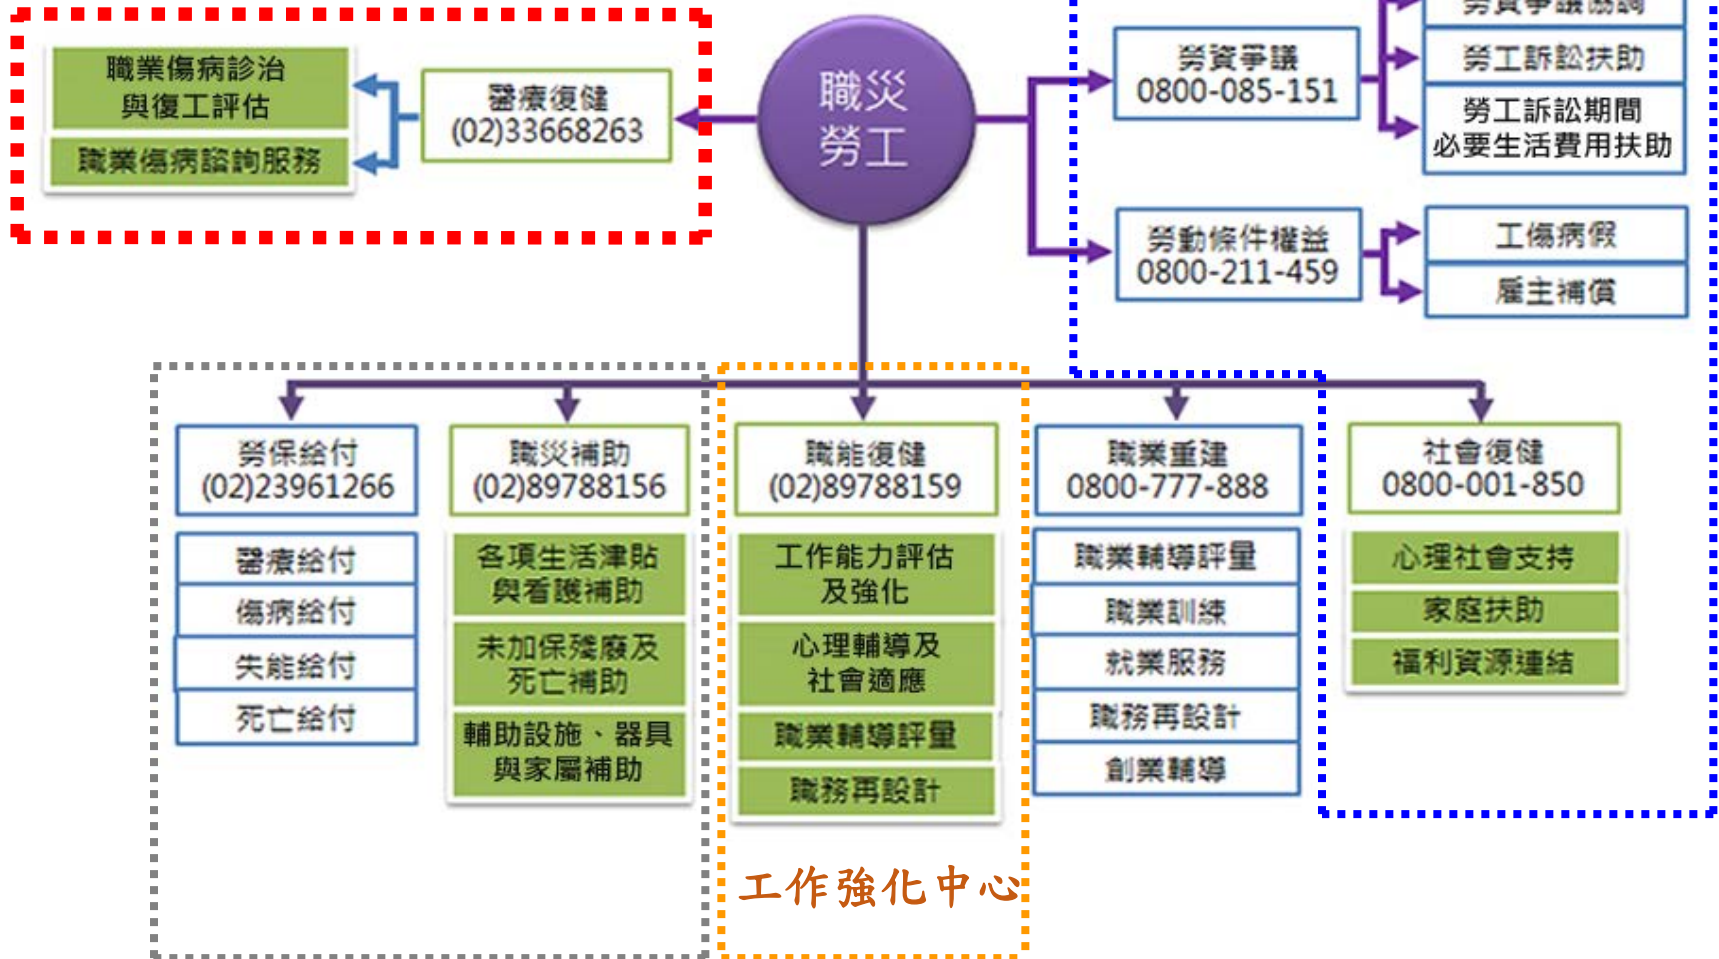 職業傷病診治
與復工評估
職業傷病諮詢服務
醫療復健
(02)33668263
職災
勞工
勞資爭議
0800-085-151
勞資爭議協調
勞工訴訟扶助
勞工訴訟期間
必要生活費用扶助
勞動條件權益
0800-211-459
工傷病假
雇主補償
勞保給付
(02)23961266
醫療給付
傷病給付
失能給付
死亡給付
職災補助
(02)89788156
各項生活津貼
與看護補助
未加保殘廢及
死亡補助
輔助設施、器具
與家屬補助
職能復健
(02)89788159
工作能力評估
及強化
心理輔導及
社會適應
職業輔導評量
職務再設計
工作強化中心
職業重建
0800-777-888
職業輔導評量
職業訓練
就業服務
職務再設計
創業輔導
社會復健
0800-001-850
心理社會支持
家庭扶助
福利資源連結